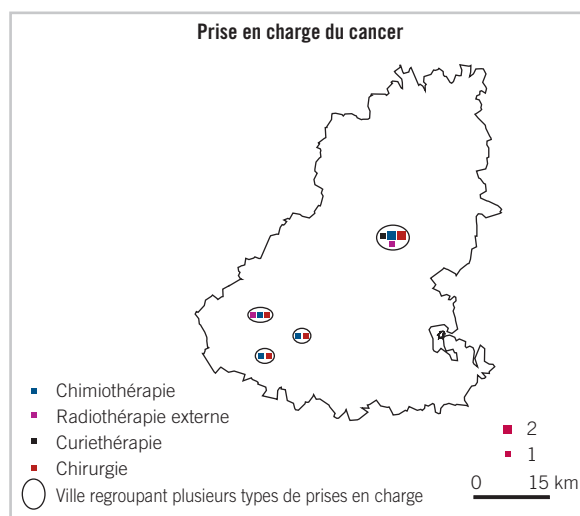 Prise en charge du cancer
Chimiothérapie
Radiothérapie externe
Curiethérapie
Chirurgie
Ville regroupant plusieurs types de prises en charge
2
1
0 15 km